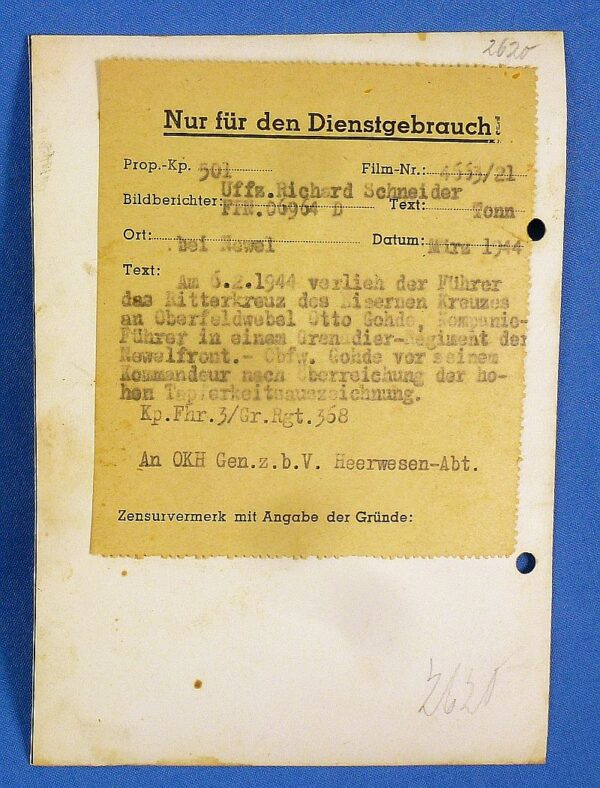 2620
Nur für den Dienstgebrauch!
Prop.-Kp. 501 Film-Nr.: 4663/21
Uffz.Richard Schneider
Bildberichter: FPN.06964 D Text: Tonn
Ort: bei Newel Datum: März 1944
Text:
Am 6.2.1944 verlieh der Führer
das Ritterkreuz des Eisernen Kreuzes
an Oberfeldwebel Otto Gohde, Kompanie-
Führer in einem Grenadier-Regiment der
Newelfront.- Obfw. Gohde vor seinem
Kommandeur nach Überreichung der ho-
hen Tapferkeitsauszeichnung.
Kp.Fhr.3/Gr.Rgt.368
An OKH Gen.z.b.V. Heerwesen-Abt.
Zensurvermerk mit Angabe der Gründe:
2620